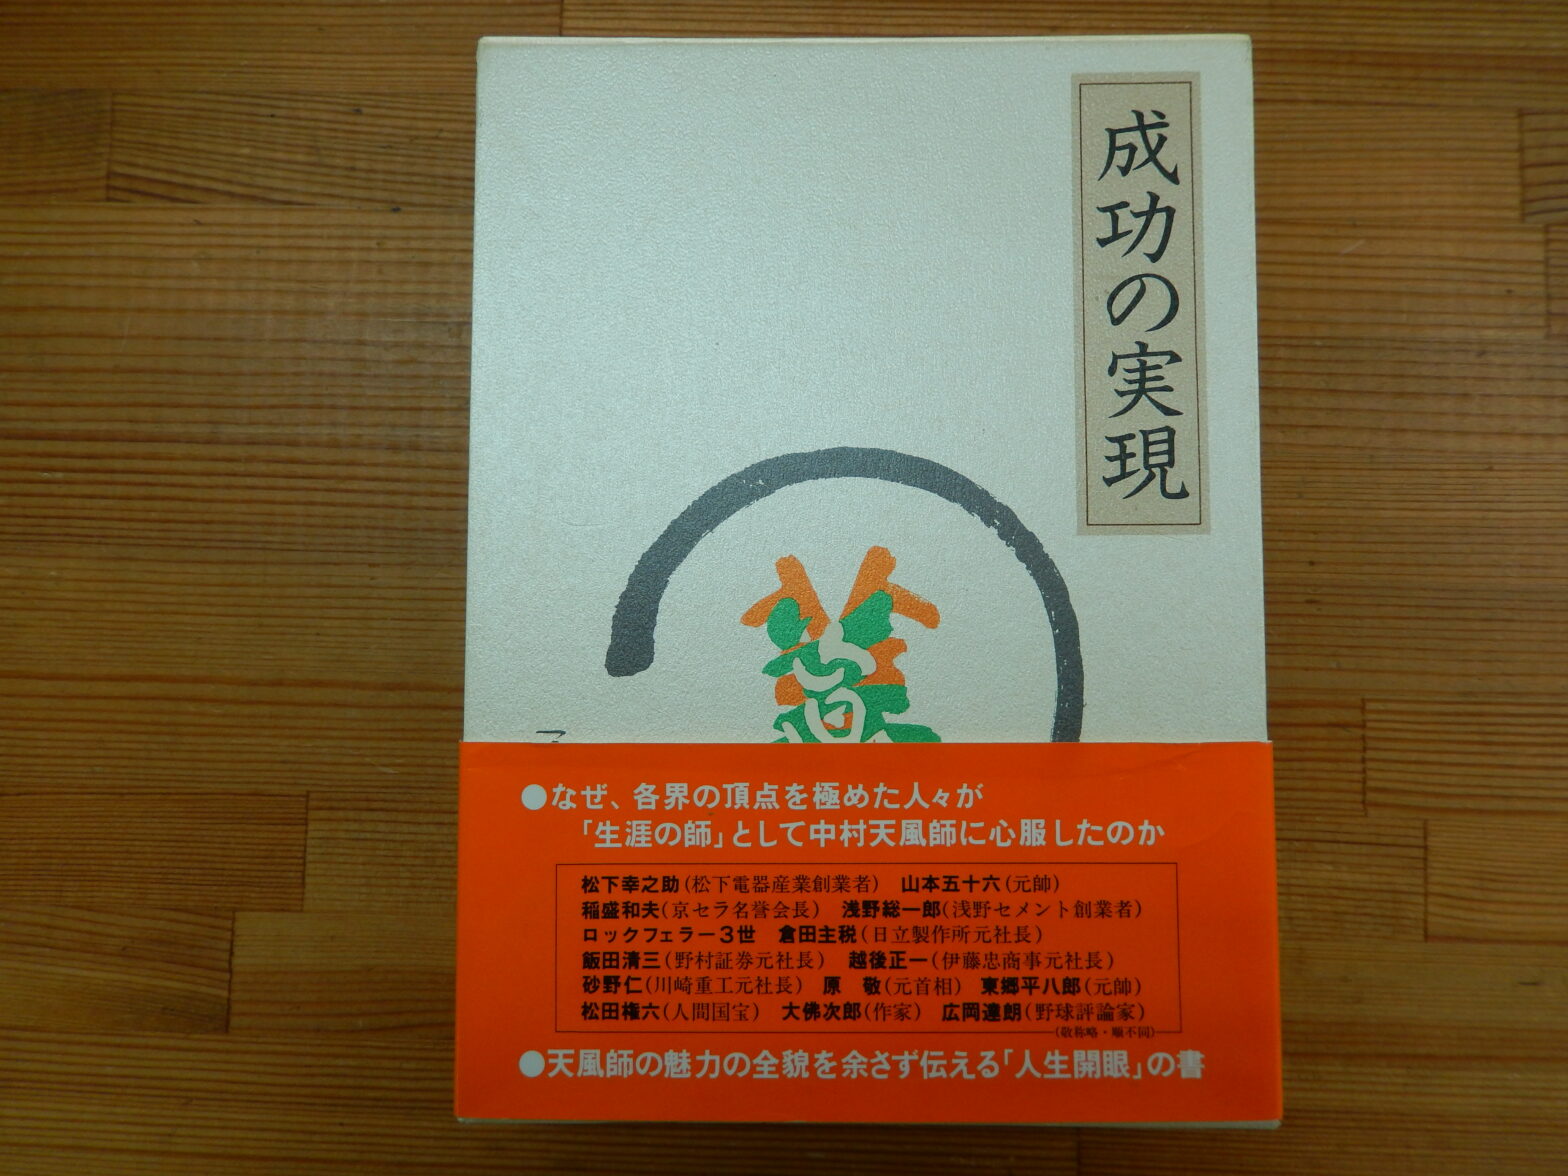 成功の実現
●なぜ、各界の頂点を極めた人々が
「生涯の師」として中村天風師に心服したのか
松下幸之助(松下電器産業創業者) 山本五十六(元帥)
稲盛和夫(京セラ名誉会長) 浅野総一郎(浅野セメント創業者)
ロックフェラー3世 倉田主税(日立製作所元社長)
飯田清三(野村証券元社長) 越後正一(伊藤忠商事元社長)
砂野仁(川崎重工元社長) 原 敬(元首相) 東郷平八郎(元帥)
松田権六(人間国宝) 大佛次郎(作家) 広岡達朗(野球評論家)
(敬称略・順不同)
●天風師の魅力の全貌を余さず伝える「人生開眼」の書